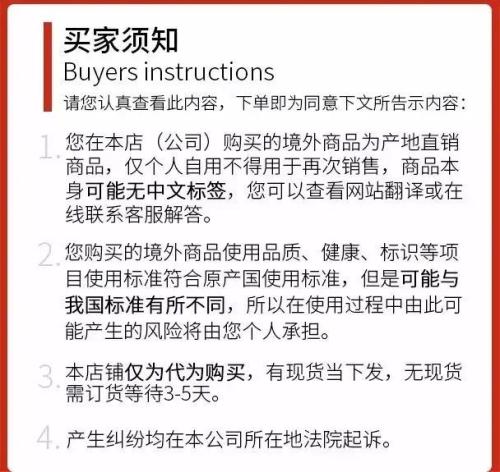 买家须知
Buyers instructions
请您认真查看此内容，下单即为同意下文所告示内容：
1. 您在本店（公司）购买的境外商品为产地直销
商品，仅个人自用不得用于再次销售，商品本
身可能无中文标签，您可以查看网站翻译或在
线联系客服解答。
2. 您购买的境外商品使用品质、健康、标识等项
目使用标准符合原产国使用标准，但是可能与
我国标准有所不同，所以在使用过程中由此可
能产生的风险将由您个人承担。
3. 本店铺仅为代为购买，有现货当下发，无现货
需订货等待3-5天。
4. 产生纠纷均在本公司所在地法院起诉。